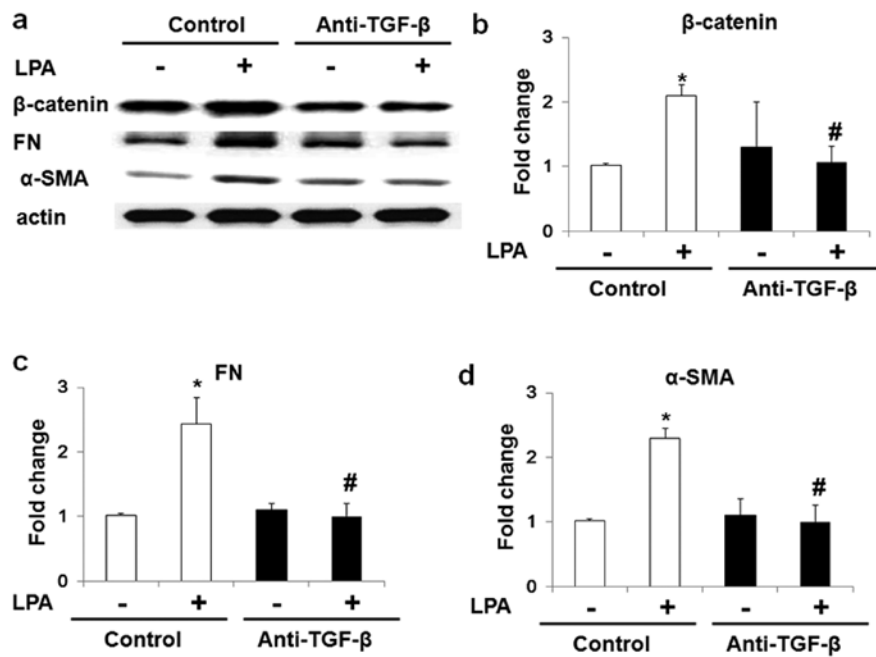 a
Control Anti-TGF-β
LPA - + - +
β-catenin
FN
α-SMA
actin
b
β-catenin
Fold change
3
2
1
0
*
#
LPA - + - +
Control Anti-TGF-β
c
FN
Fold change
3
2
1
0
*
#
LPA - + - +
Control Anti-TGF-β
d
α-SMA
Fold change
3
2
1
0
*
#
LPA - + - +
Control Anti-TGF-β